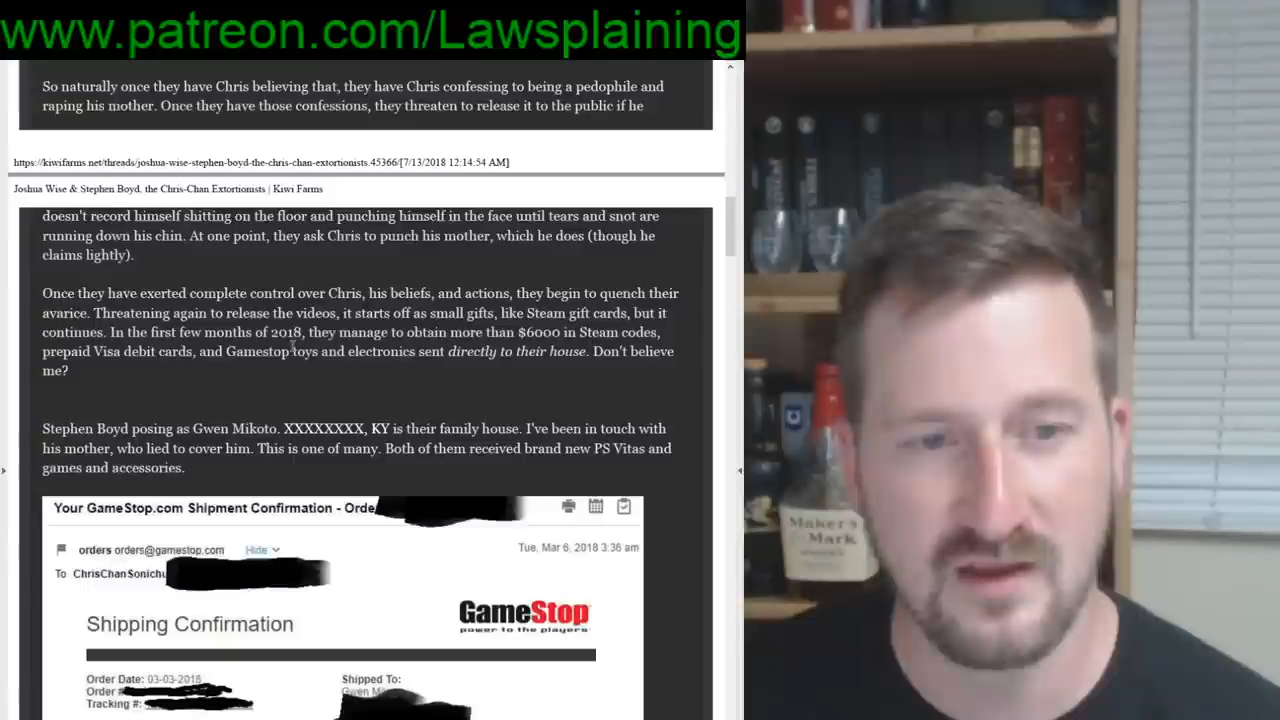 www.patreon.com/Lawsplaining
So naturally once they have Chris believing that, they have Chris confessing to being a pedophile and
raping his mother. Once they have those confessions, they threaten to release it to the public if he
https://kiwifarms.net/threads/joshua-wise-stephen-boyd-the-chris-chan-extortionists.45366/[7/13/2018 12:14:54 AM]
Joshua Wise & Stephen Boyd, the Chris-Chan Extortionists | Kiwi Farms
doesn't record himself shitting on the floor and punching himself in the face until tears and snot are
running down his chin. At one point, they ask Chris to punch his mother, which he does (though he
claims lightly).
Once they have exerted complete control over Chris, his beliefs, and actions, they begin to quench their
avarice. Threatening again to release the videos, it starts off as small gifts, like Steam gift cards, but it
continues. In the first few months of 2018, they manage to obtain more than $6000 in Steam codes,
prepaid Visa debit cards, and Gamestop toys and electronics sent directly to their house. Don't believe
me?
Stephen Boyd posing as Gwen Mikoto. XXXXXXXX, KY is their family house. I've been in touch with
his mother, who lied to cover him. This is one of many. Both of them received brand new PS Vitas and
games and accessories.
Your GameStop.com Shipment Confirmation - Orde
orders orders@gamestop.com Hide
Tue, Mar 6, 2018 3:36 am
To ChrisChanSonichu
GameStop
power to the players
Shipping Confirmation
Order Date: 03-03-2018
Shipped To:
Order #
Gwen Mi
Tracking #:
Maker's
Mark